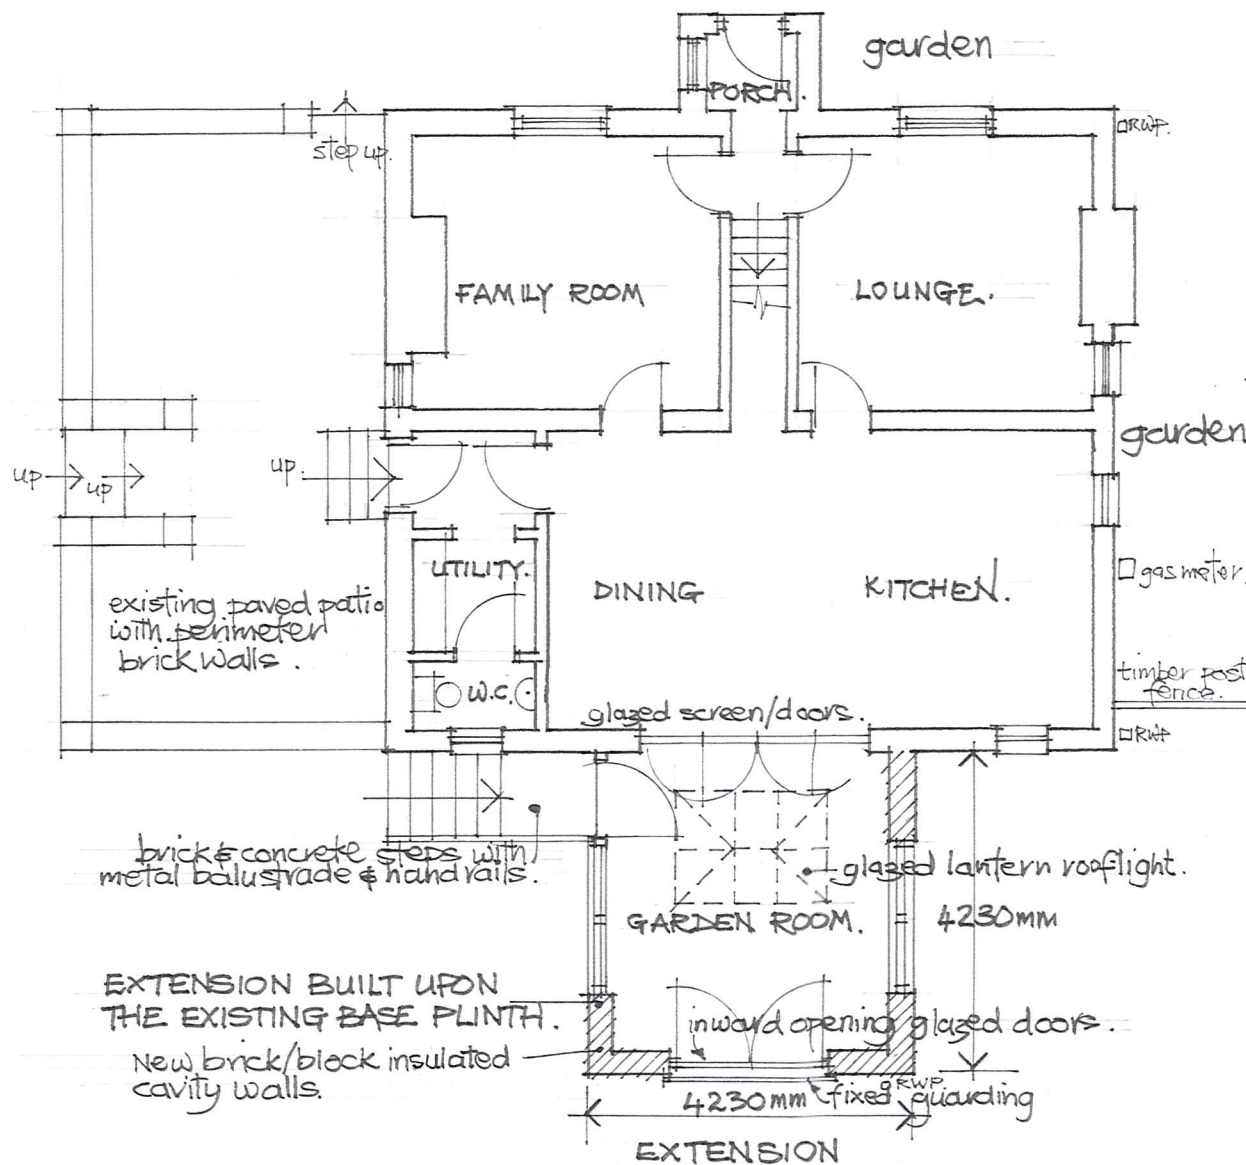 garden
PORCH.
RWP.
step up.
FAMILY ROOM
LOUNGE.
garden
up
up
up.
UTILITY.
DINING
KITCHEN.
gas meter.
existing paved patio
with perimeter
brick walls.
W.C.
timber post
fence.
glazed screen/doors.
RWP
brick & concrete steps with
metal balustrade & handrails.
glazed lantern rooflight.
GARDEN ROOM.
4230mm
EXTENSION BUILT UPON
THE EXISTING BASE PLINTH.
inward opening glazed doors.
New brick/block insulated
cavity walls.
RWP
4230mm
fixed guarding
EXTENSION